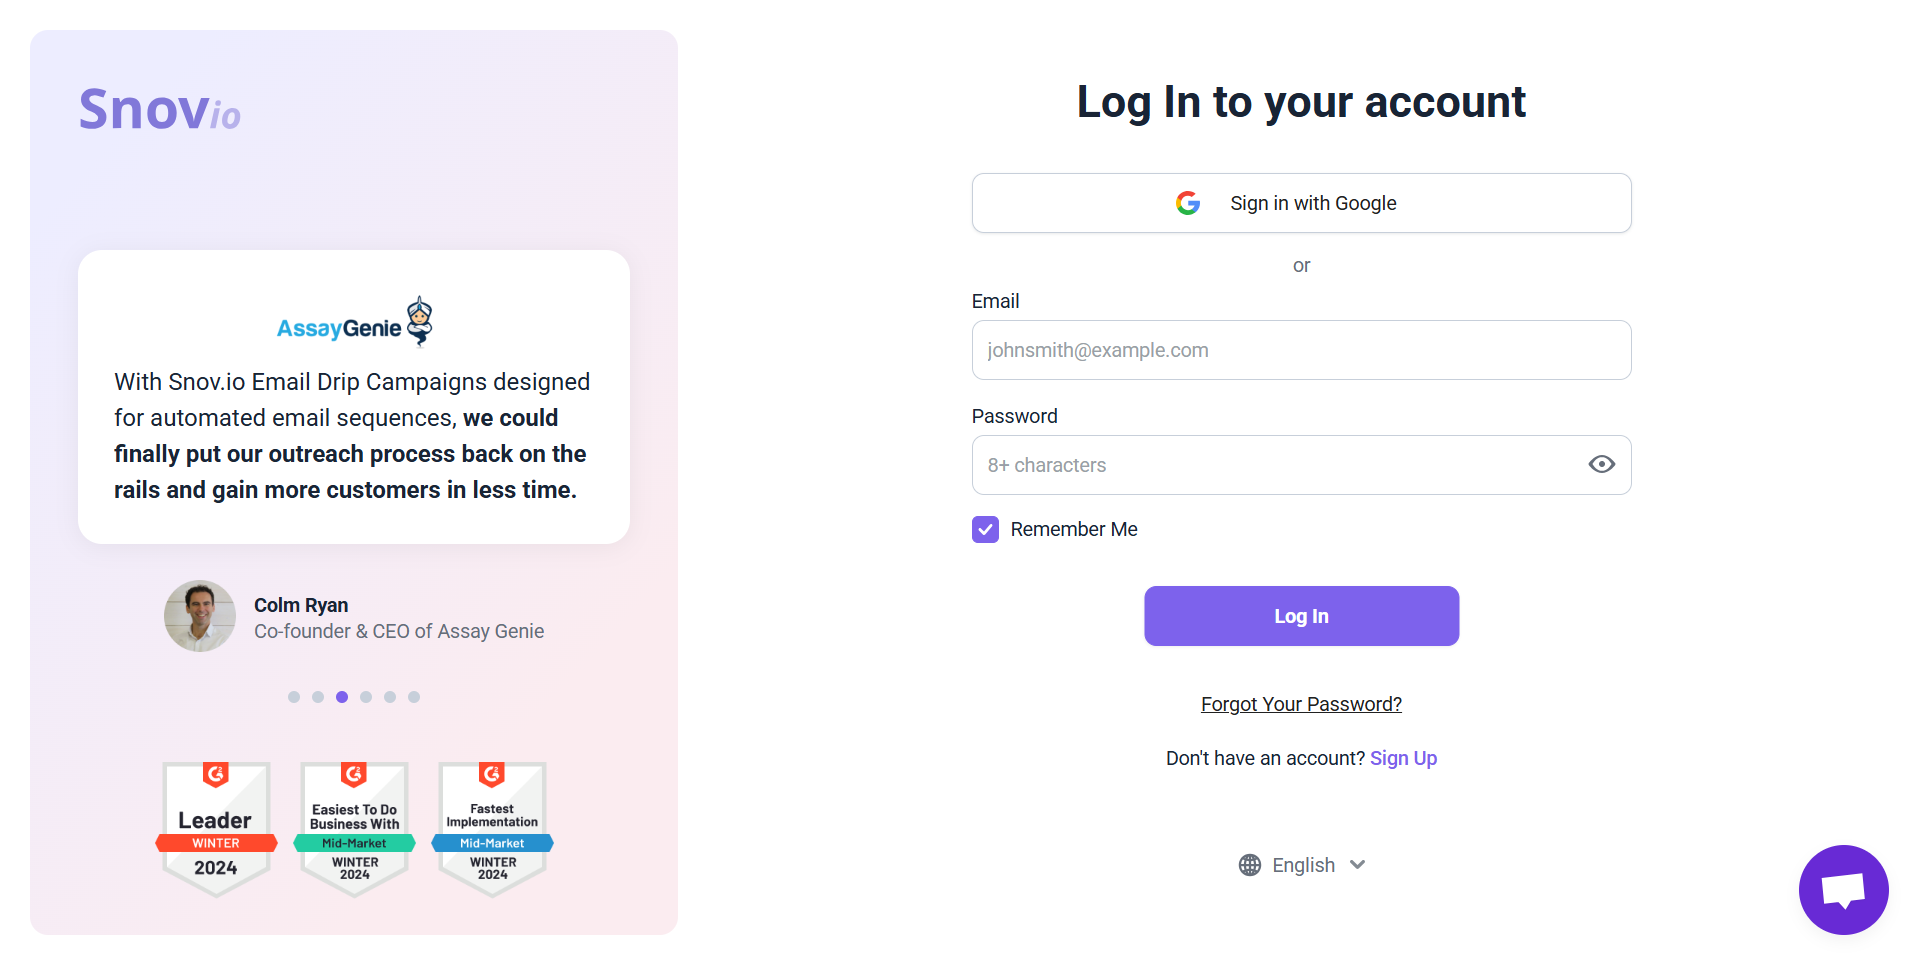 Snovio
AssayGenie
With Snov.io Email Drip Campaigns designed
for automated email sequences, we could
finally put our outreach process back on the
rails and gain more customers in less time.
Colm Ryan
Co-founder & CEO of Assay Genie
Leader
WINTER
2024
Easiest To Do
Business With
Mid-Market
WINTER
2024
Fastest
Implementation
Mid-Market
WINTER
2024
Log In to your account
Sign in with Google
or
Email
johnsmith@example.com
Password
8+ characters
Remember Me
Log In
Forgot Your Password?
Don't have an account? Sign Up
English